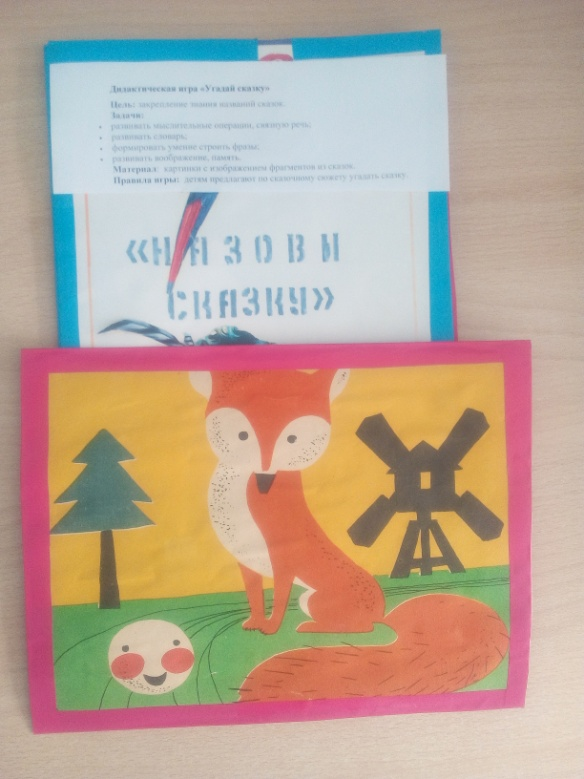 Дидактическая игра «Угадай сказку»
Цель: закрепление знания названий сказок.
Задачи:
• развивать мыслительные операции, связную речь;
• развивать словарь;
• формировать умение строить фразы;
• развивать воображение, память.
Материал: картинки с изображением фрагментов из сказок.
Правила игры: детям предлагают по сказочному сюжету угадать сказку.
«НАЗОВИ
СКАЗКУ»